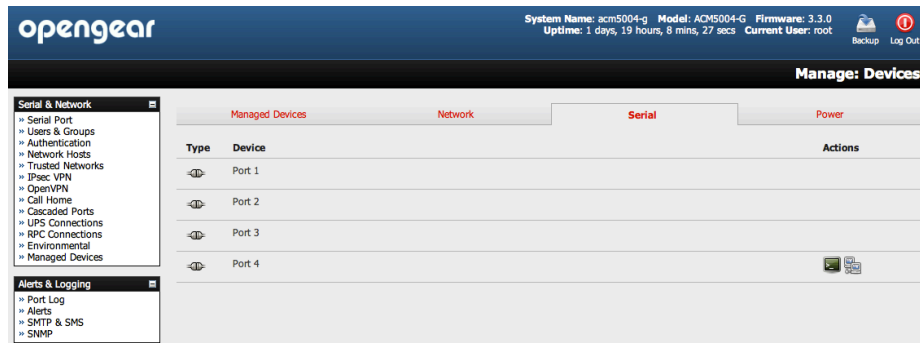 opengear
System Name: acm5004-g Model: ACM5004-G Firmware: 3.3.0
Uptime: 1 days, 19 hours, 8 mins, 27 secs Current User: root
Backup
Log Out
Manage: Devices
Serial & Network
» Serial Port
» Users & Groups
» Authentication
» Network Hosts
» Trusted Networks
» IPsec VPN
» OpenVPN
» Call Home
» Cascaded Ports
» UPS Connections
» RPC Connections
» Environmental
» Managed Devices
Alerts & Logging
» Port Log
» Alerts
» SMTP & SMS
» SNMP
Managed Devices
Network
Serial
Power
Type Device Actions
Port 1
Port 2
Port 3
Port 4